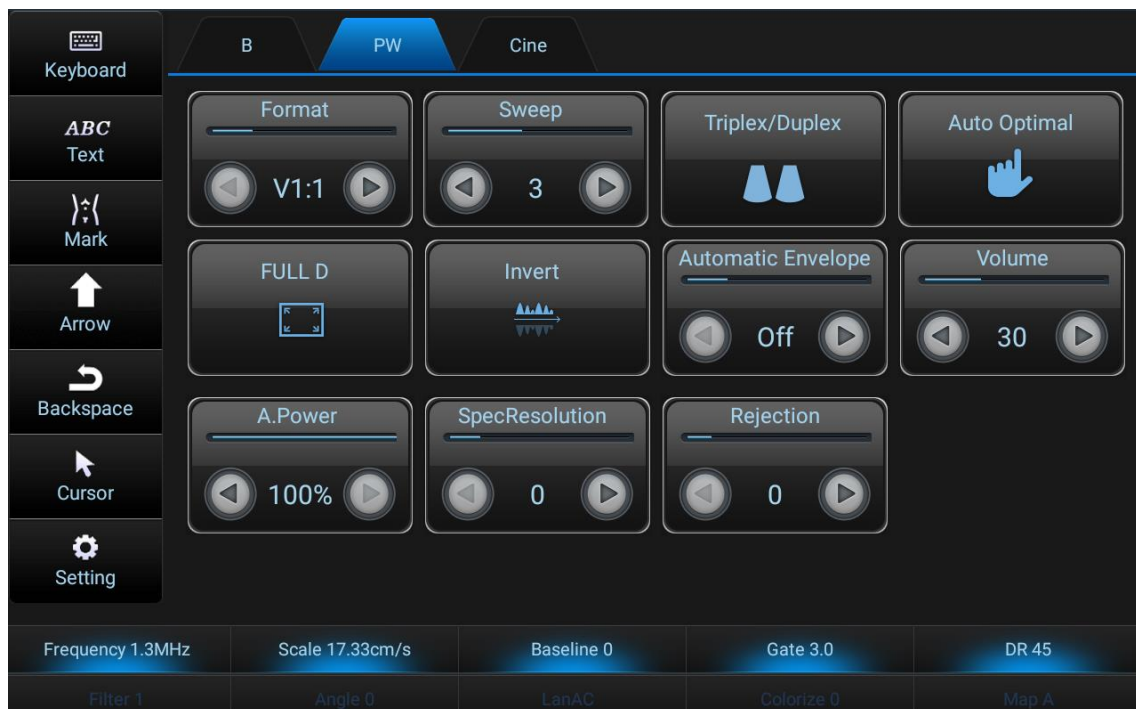 Keyboard
ABC
Text
Mark
Arrow
Backspace
Cursor
Setting
B PW Cine
Format Sweep Triplex/Duplex Auto Optimal
V1:1 3
FULL D Invert Automatic Envelope Volume
Off 30
A.Power SpecResolution Rejection
100% 0 0
Frequency 1.3MHz Scale 17.33cm/s Baseline 0 Gate 3.0 DR 45
Filter 1 Angle 0 LanAC Colorize 0 Map A